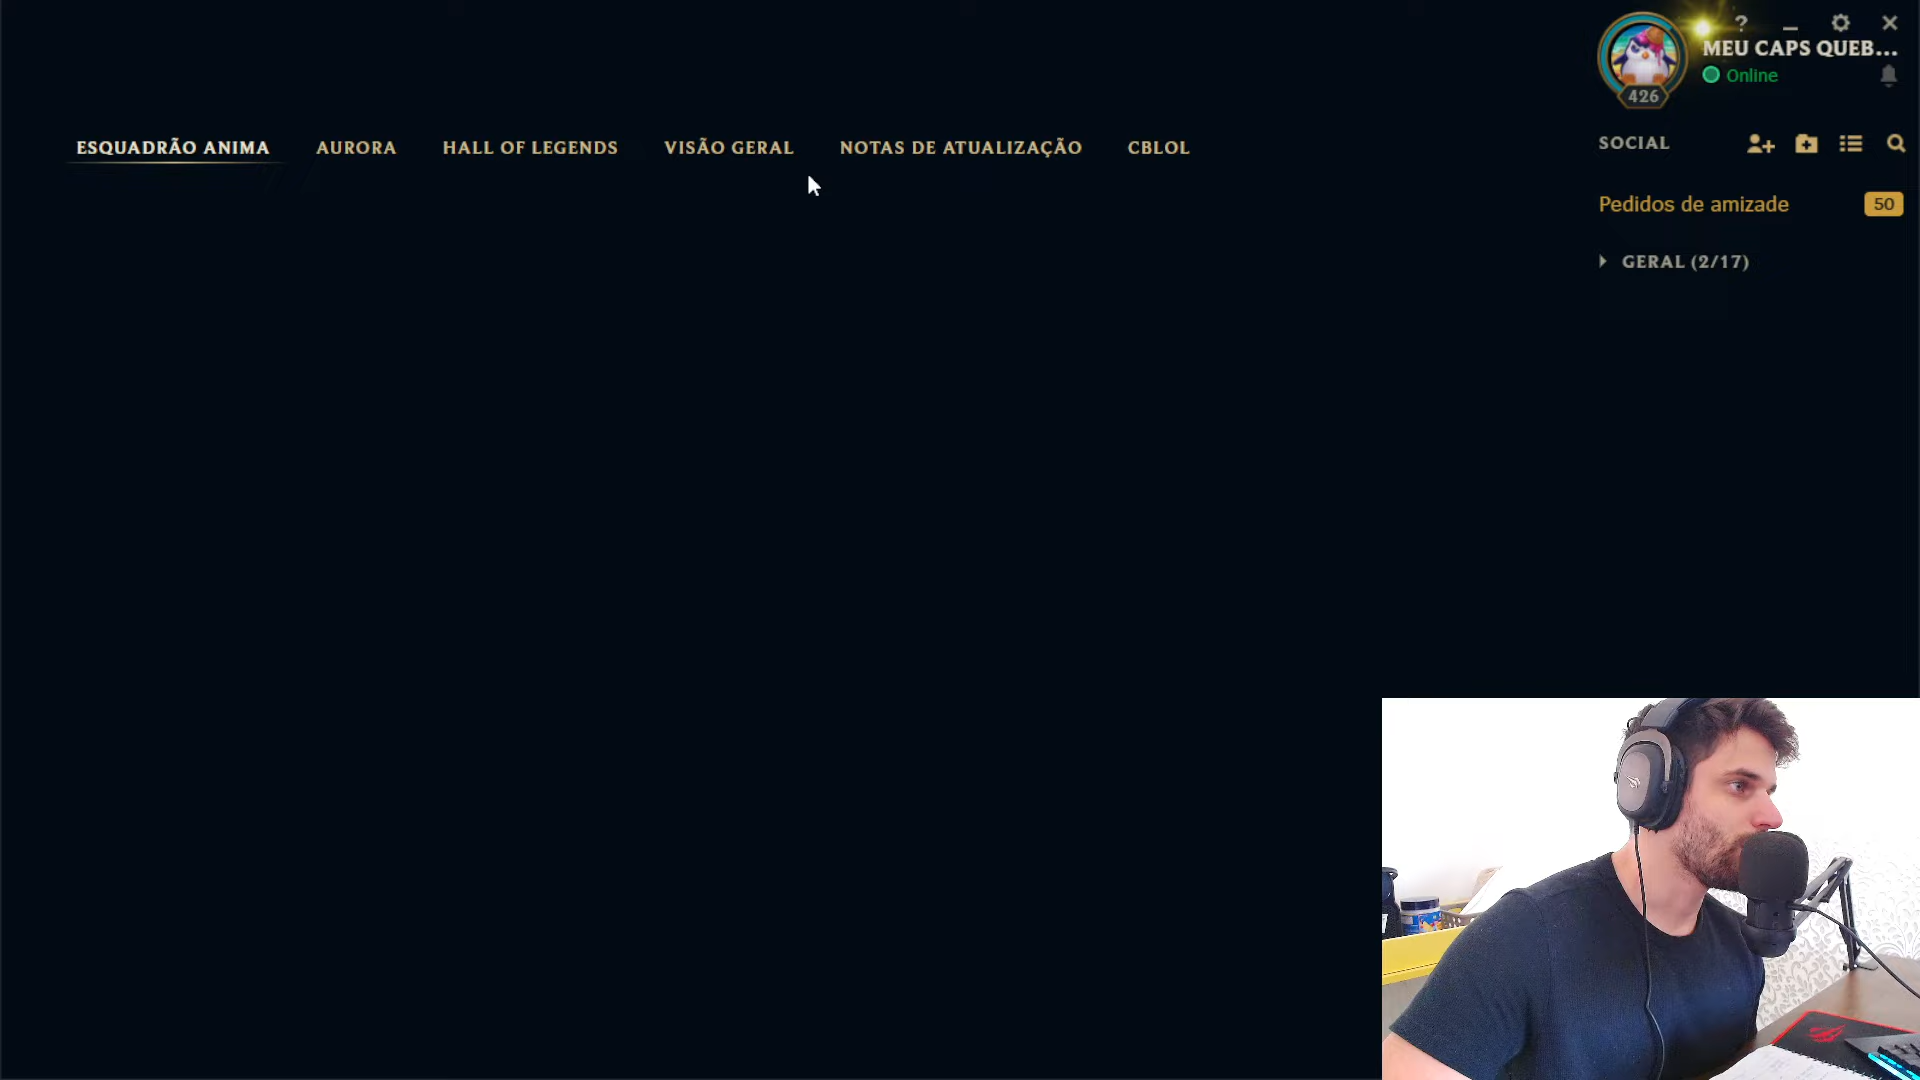 ?
MEU CAPS QUEB...
Online
426
ESQUADRÃO ANIMA
AURORA
HALL OF LEGENDS
VISÃO GERAL
NOTAS DE ATUALIZAÇÃO
CBLOL
SOCIAL
Pedidos de amizade
50
GERAL (2/17)